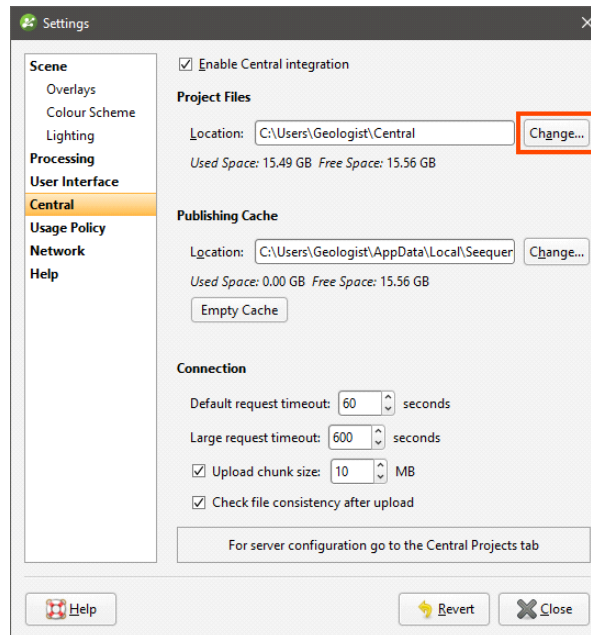 Settings
Scene
Overlays
Colour Scheme
Lighting
Processing
User Interface
Central
Usage Policy
Network
Help
Enable Central integration
Project Files
Location: C:\Users\Geologist\Central Change...
Used Space: 15.49 GB Free Space: 15.56 GB
Publishing Cache
Location: C:\Users\Geologist\AppData\Local\Seequer Change...
Used Space: 0.00 GB Free Space: 15.56 GB
Empty Cache
Connection
Default request timeout: 60 seconds
Large request timeout: 600 seconds
Upload chunk size: 10 MB
Check file consistency after upload
For server configuration go to the Central Projects tab
Help Revert Close